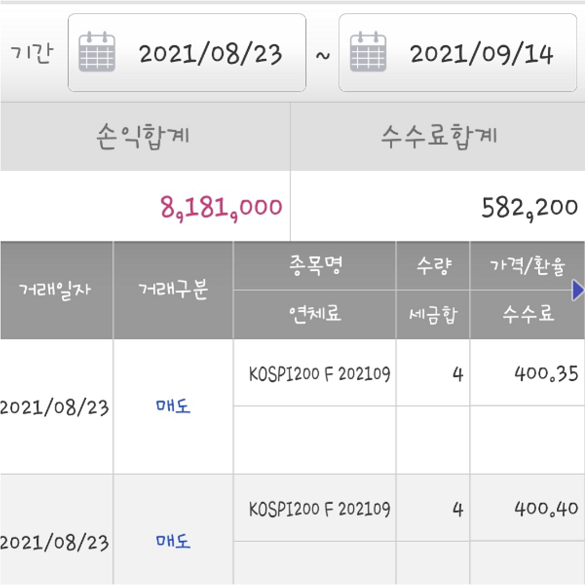 기간 2021/08/23 ~ 2021/09/14
손익합계 수수료합계
8,181,000 582,200
거래일자 거래구분 종목명 수량 가격/환율
연체료 세금합 수수료
2021/08/23 매도 KOSPI200 F 202109 4 400.35
2021/08/23 매도 KOSPI200 F 202109 4 400.40